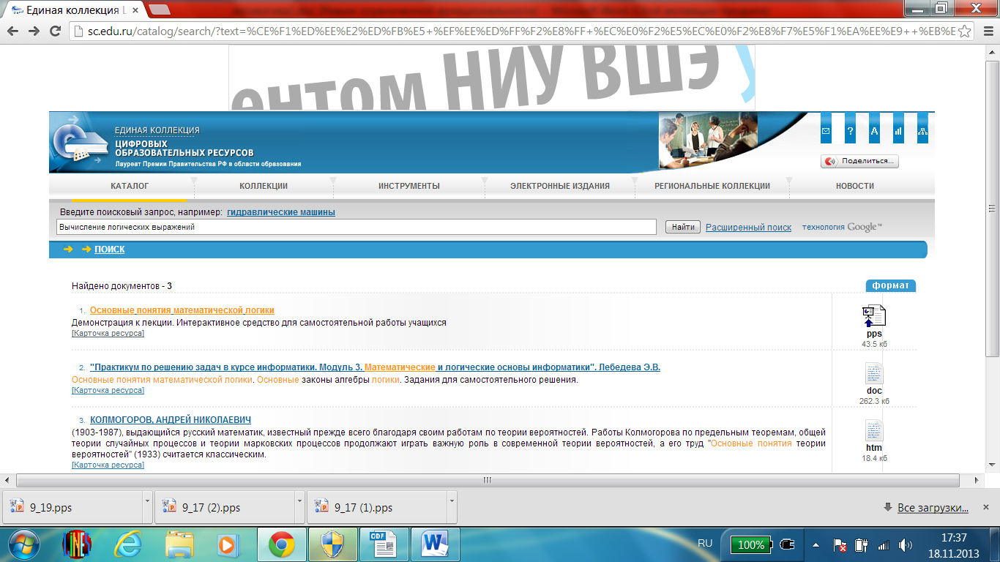 Единая коллекция
sc.edu.ru/catalog/search/?text=%CE%F1%ED%EE%E2%ED%FB%E5+%EF%EE%ED%FF%F2%E8%FF+%EC%E0%F2%E5%EC%E0%F2%E8%F7%E5%F1%EA%EE%E9++%EB%E
ентом НИУ ВШЭ
ЕДИНАЯ КОЛЛЕКЦИЯ
ЦИФРОВЫХ
ОБРАЗОВАТЕЛЬНЫХ РЕСУРСОВ
Лауреат Премии Правительства РФ в области образования
? A
Поделиться...
КАТАЛОГ КОЛЛЕКЦИИ ИНСТРУМЕНТЫ ЭЛЕКТРОННЫЕ ИЗДАНИЯ РЕГИОНАЛЬНЫЕ КОЛЛЕКЦИИ НОВОСТИ
Введите поисковый запрос, например: гидравлические машины
Вычисление логических выражений Найти Расширенный поиск технология Google™
ПОИСК
Найдено документов - 3 формат
1. Основные понятия математической логики
Демонстрация к лекции. Интерактивное средство для самостоятельной работы учащихся
[Карточка ресурса]
pps
43.5 кб
2. "Практикум по решению задач в курсе информатики. Модуль 3. Математические и логические основы информатики". Лебедева Э.В.
Основные понятия математической логики. Основные законы алгебры логики. Задания для самостоятельного решения.
[Карточка ресурса]
doc
262.3 кб
3. КОЛМОГОРОВ, АНДРЕЙ НИКОЛАЕВИЧ
(1903-1987), выдающийся русский математик, известный прежде всего благодаря своим работам по теории вероятностей. Работы Колмогорова по предельным теоремам, общей
теории случайных процессов и теории марковских процессов продолжают играть важную роль в современной теории вероятностей, а его труд "Основные понятия теории
вероятностей" (1933) считается классическим.
[Карточка ресурса]
htm
18.4 кб
9_19.pps 9_17 (2).pps 9_17 (1).pps Все загрузки...
RU 100% 17:37
18.11.2013